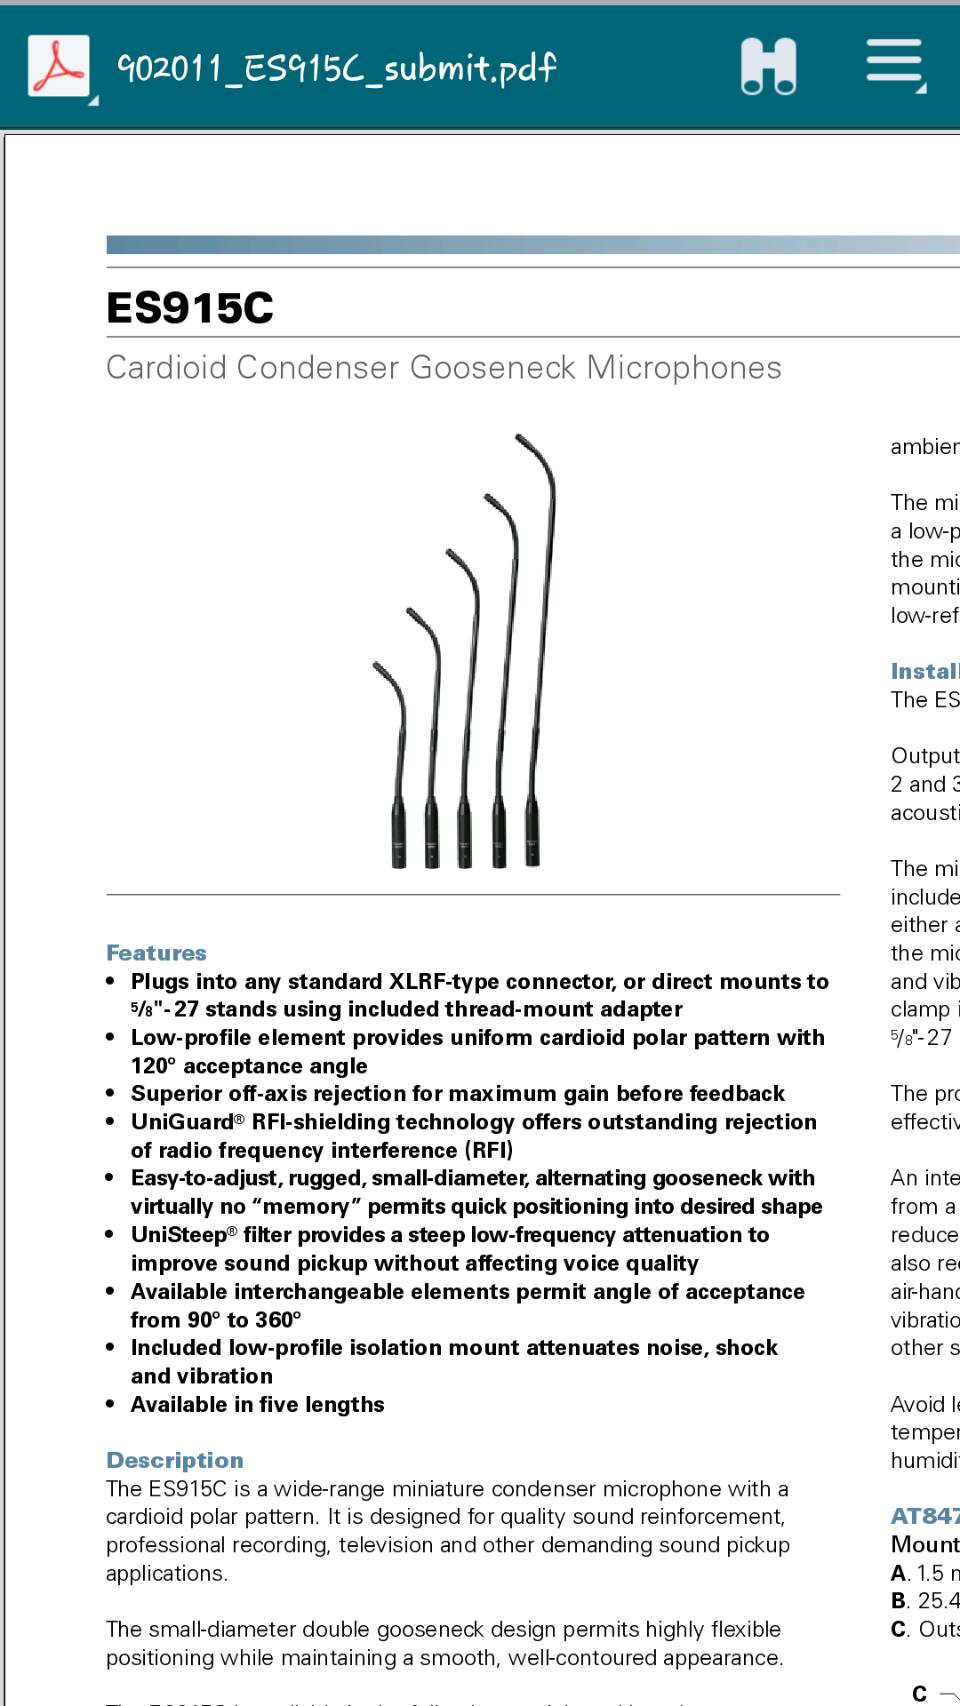 902011_ES915C_submit.pdf
ES915C
Cardioid Condenser Gooseneck Microphones
Features
• Plugs into any standard XLRF-type connector, or direct mounts to
5/8"-27 stands using included thread-mount adapter
• Low-profile element provides uniform cardioid polar pattern with
120º acceptance angle
• Superior off-axis rejection for maximum gain before feedback
• UniGuard® RFI-shielding technology offers outstanding rejection
of radio frequency interference (RFI)
• Easy-to-adjust, rugged, small-diameter, alternating gooseneck with
virtually no “memory” permits quick positioning into desired shape
• UniSteep® filter provides a steep low-frequency attenuation to
improve sound pickup without affecting voice quality
• Available interchangeable elements permit angle of acceptance
from 90º to 360º
• Included low-profile isolation mount attenuates noise, shock
and vibration
• Available in five lengths
Description
The ES915C is a wide-range miniature condenser microphone with a
cardioid polar pattern. It is designed for quality sound reinforcement,
professional recording, television and other demanding sound pickup
applications.
The small-diameter double gooseneck design permits highly flexible
positioning while maintaining a smooth, well-contoured appearance.
ambien
The mi
a low-p
the mic
mounti
low-ref
Install
The ES
Output
2 and 3
acousti
The mi
include
either a
the mic
and vib
clamp i
5/8"-27
The pro
effectiv
An inte
from a
reduce
also rec
air-hand
vibratio
other s
Avoid le
temper
humidi
AT847
Mount
A. 1.5 m
B. 25.4
C. Outs
C